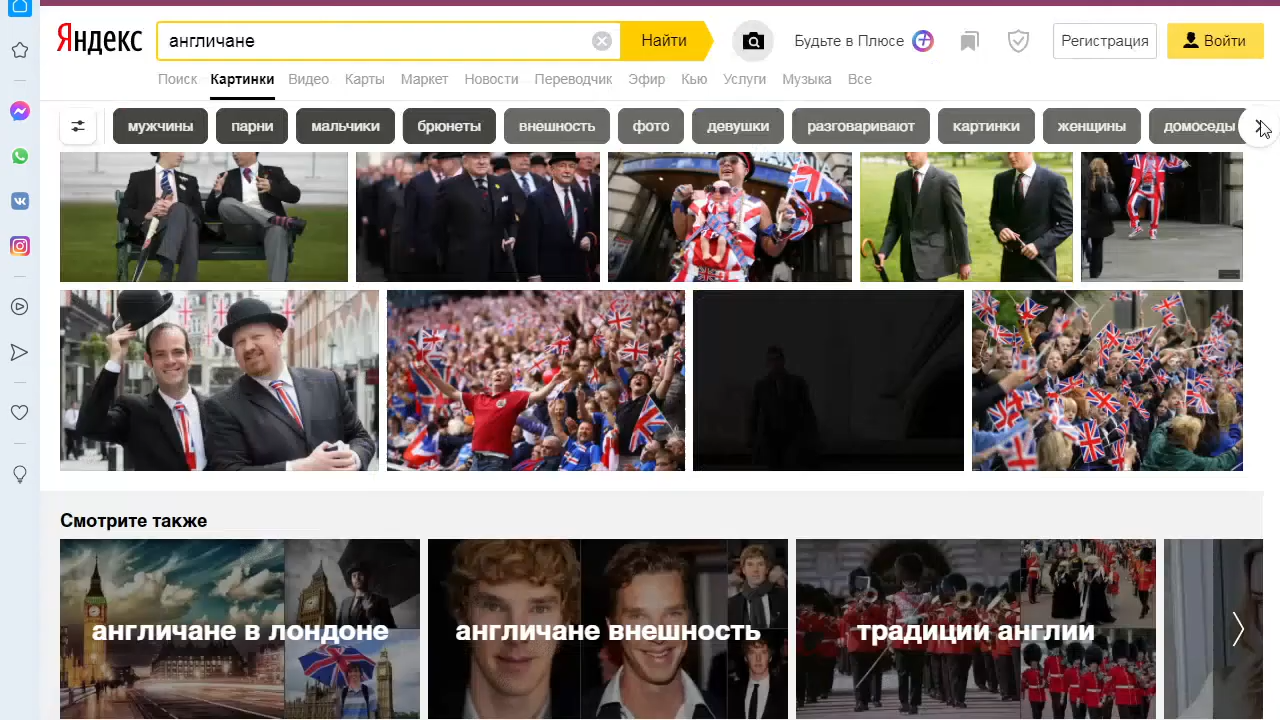 Яндекс
англичане
Найти
Будьте в Плюсе
Регистрация
Войти
Поиск Картинки Видео Карты Маркет Новости Переводчик Эфир Кью Услуги Музыка Все
мужчины парни мальчики брюнеты внешность фото девушки разговаривают картинки женщины домоседы
Смотрите также
англичане в лондоне
англичане внешность
традиции англии